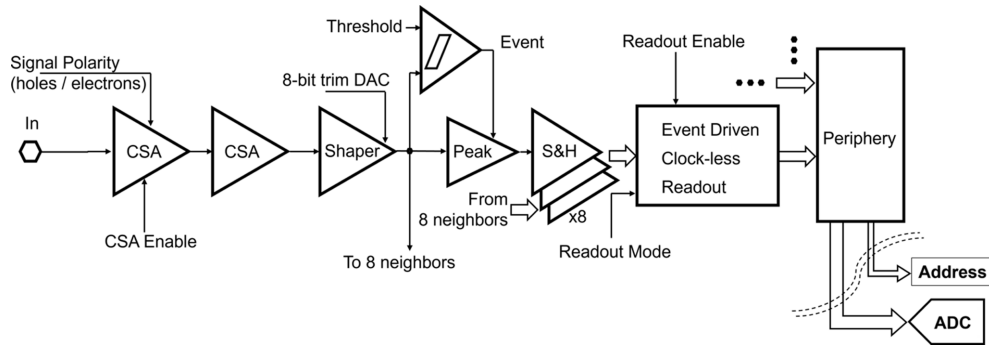 Threshold
Event
Readout Enable
Signal Polarity
(holes / electrons)
8-bit trim DAC
In
CSA
CSA
Shaper
Peak
S&H
Event Driven
Clock-less
Readout
Periphery
From
8 neighbors
x8
CSA Enable
To 8 neighbors
Readout Mode
Address
ADC